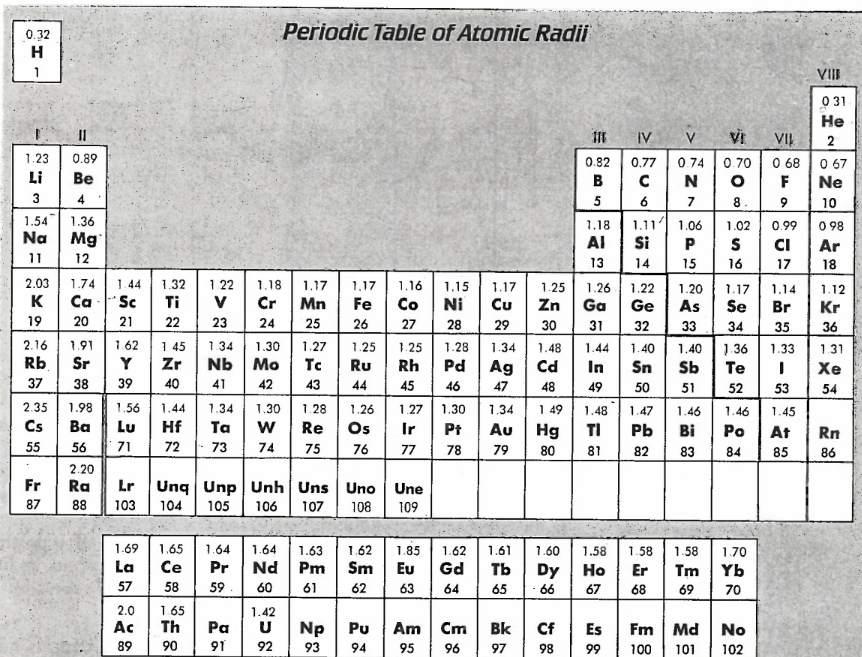 Periodic Table of Atomic Radii
0.32
H
1
VIII
0 31
He
2
I II III IV V VI VII
1.23 0.89 0.82 0.77 0 74 0.70 0 68 0 67
Li Be B C N O F Ne
3 4 5 6 7 8 9 10
1.54 1.36 1.18 1.11 1.06 1.02 0.99 0 98
Na Mg Al Si P S Cl Ar
11 12 13 14 15 16 17 18
2.03 1.74 1.44 1.32 1 22 1.18 1.17 1.17 1.16 1.15 1.17 1.25 1.26 1.22 1.20 1.17 1.14 1.12
K Ca Sc Ti V Cr Mn Fe Co Ni Cu Zn Ga Ge As Se Br Kr
19 20 21 22 23 24 25 26 27 28 29 30 31 32 33 34 35 36
2.16 1.91 1.62 1 45 1.34 1.30 1.27 1.25 1.25 1.28 1.34 1.48 1.44 1.40 1.40 1.36 1.33 1.31
Rb Sr Y Zr Nb Mo Tc Ru Rh Pd Ag Cd In Sn Sb Te I Xe
37 38 39 40 41 42 43 44 45 46 47 48 49 50 51 52 53 54
2.35 1.98 1.56 1.44 1.34 1.30 1.28 1.26 1.27 1.30 1.34 1 49 1.48 1.47 1.46 1.46 1.45
Cs Ba Lu Hf Ta W Re Os Ir Pt Au Hg Tl Pb Bi Po At Rn
55 56 71 72 73 74 75 76 77 78 79 80 81 82 83 84 85 86
2.20
Fr Ra Lr Unq Unp Unh Uns Uno Une
87 88 103 104 105 106 107 108 109
1.69 1.65 1.64 1.64 1.63 1.62 1.85 1.62 1.61 1.60 1.58 1.58 1.58 1.70
La Ce Pr Nd Pm Sm Eu Gd Tb Dy Ho Er Tm Yb
57 58 59 60 61 62 63 64 65 66 67 68 69 70
2.0 1.65 1.42
Ac Th Pa U Np Pu Am Cm Bk Cf Es Fm Md No
89 90 91 92 93 94 95 96 97 98 99 100 101 102